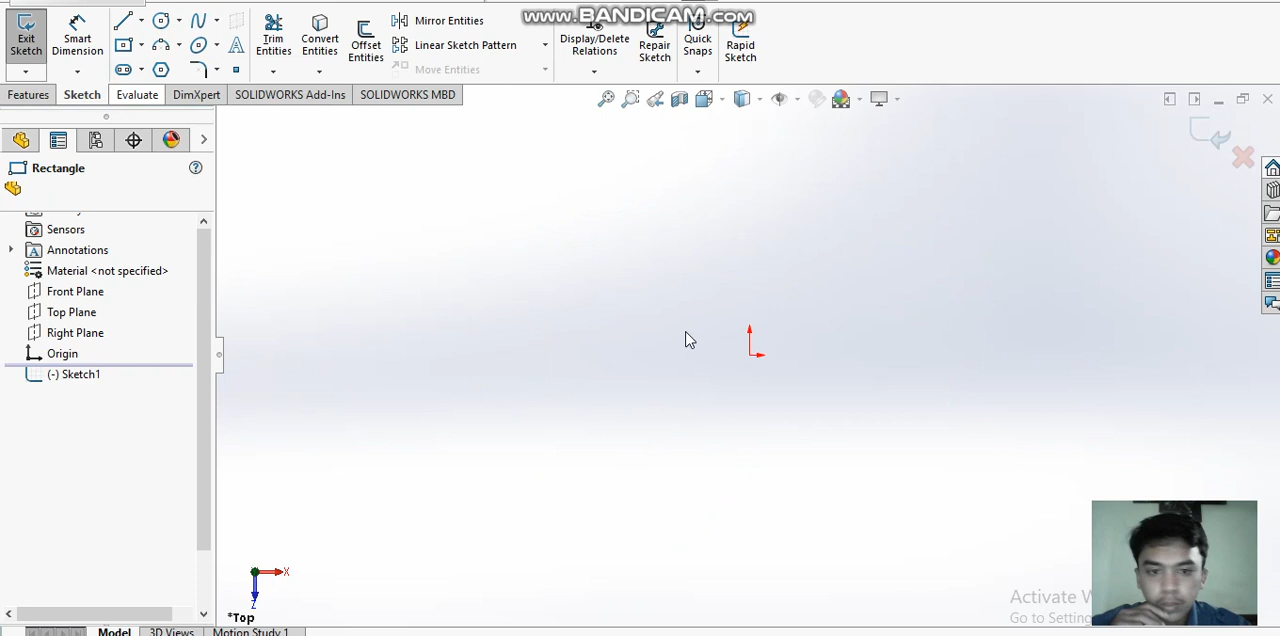 www.BANDICAM.com
Exit Sketch
Smart Dimension
Trim Entities
Convert Entities
Offset Entities
Mirror Entities
Linear Sketch Pattern
Move Entities
Display/Delete Relations
Repair Sketch
Quick Snaps
Rapid Sketch
Features
Sketch
Evaluate
DimXpert
SOLIDWORKS Add-Ins
SOLIDWORKS MBD
Rectangle
Sensors
Annotations
Material <not specified>
Front Plane
Top Plane
Right Plane
Origin
(-) Sketch1
X
Z
*Top
Activate W
Go to Setting
Model
3D Views
Motion Study 1